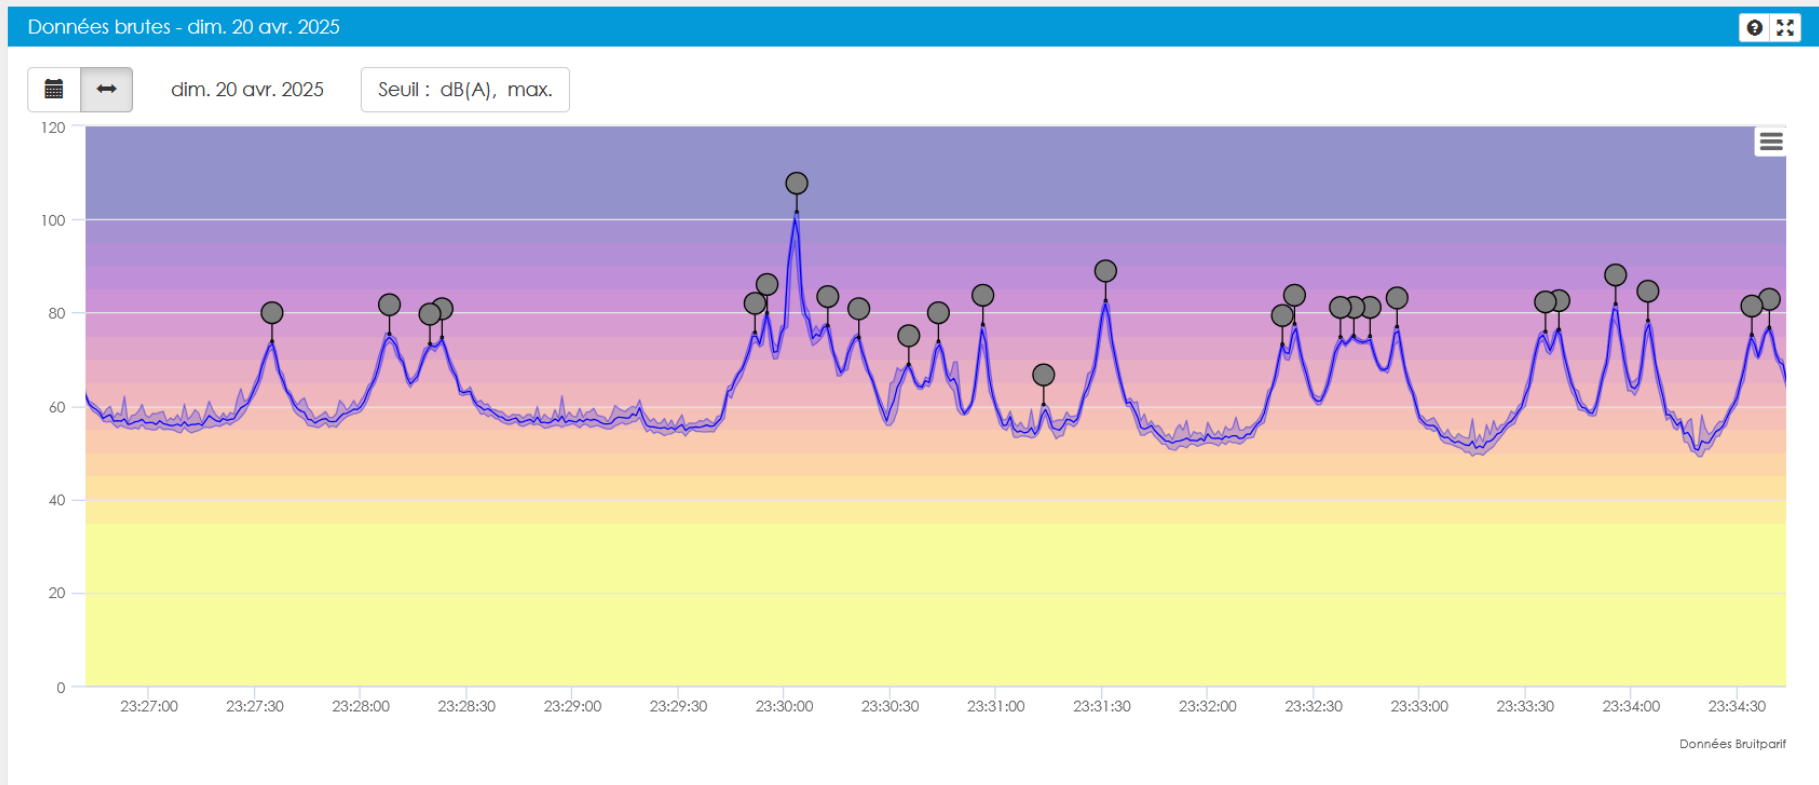 Données brutes - dim. 20 avr. 2025
dim. 20 avr. 2025
Seuil : dB(A), max.
120
100
80
60
40
20
0
23:27:00 23:27:30 23:28:00 23:28:30 23:29:00 23:29:30 23:30:00 23:30:30 23:31:00 23:31:30 23:32:00 23:32:30 23:33:00 23:33:30 23:34:00 23:34:30
Données Bruitparif